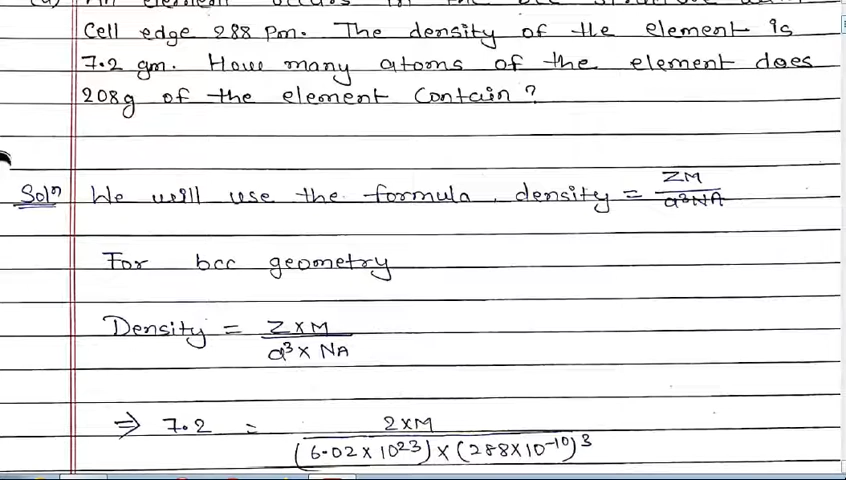 Cell edge 288 Pm. The density of the element is
7.2 gm. How many atoms of the element does
208g of the element contain?
Solⁿ We will use the formula, density = ZM / a³NA
For bcc geometry
Density = Z×M / a³× NA
⇒ 7.2 = 2×M / (6.02 × 10²³) × (288×10⁻¹⁰)³